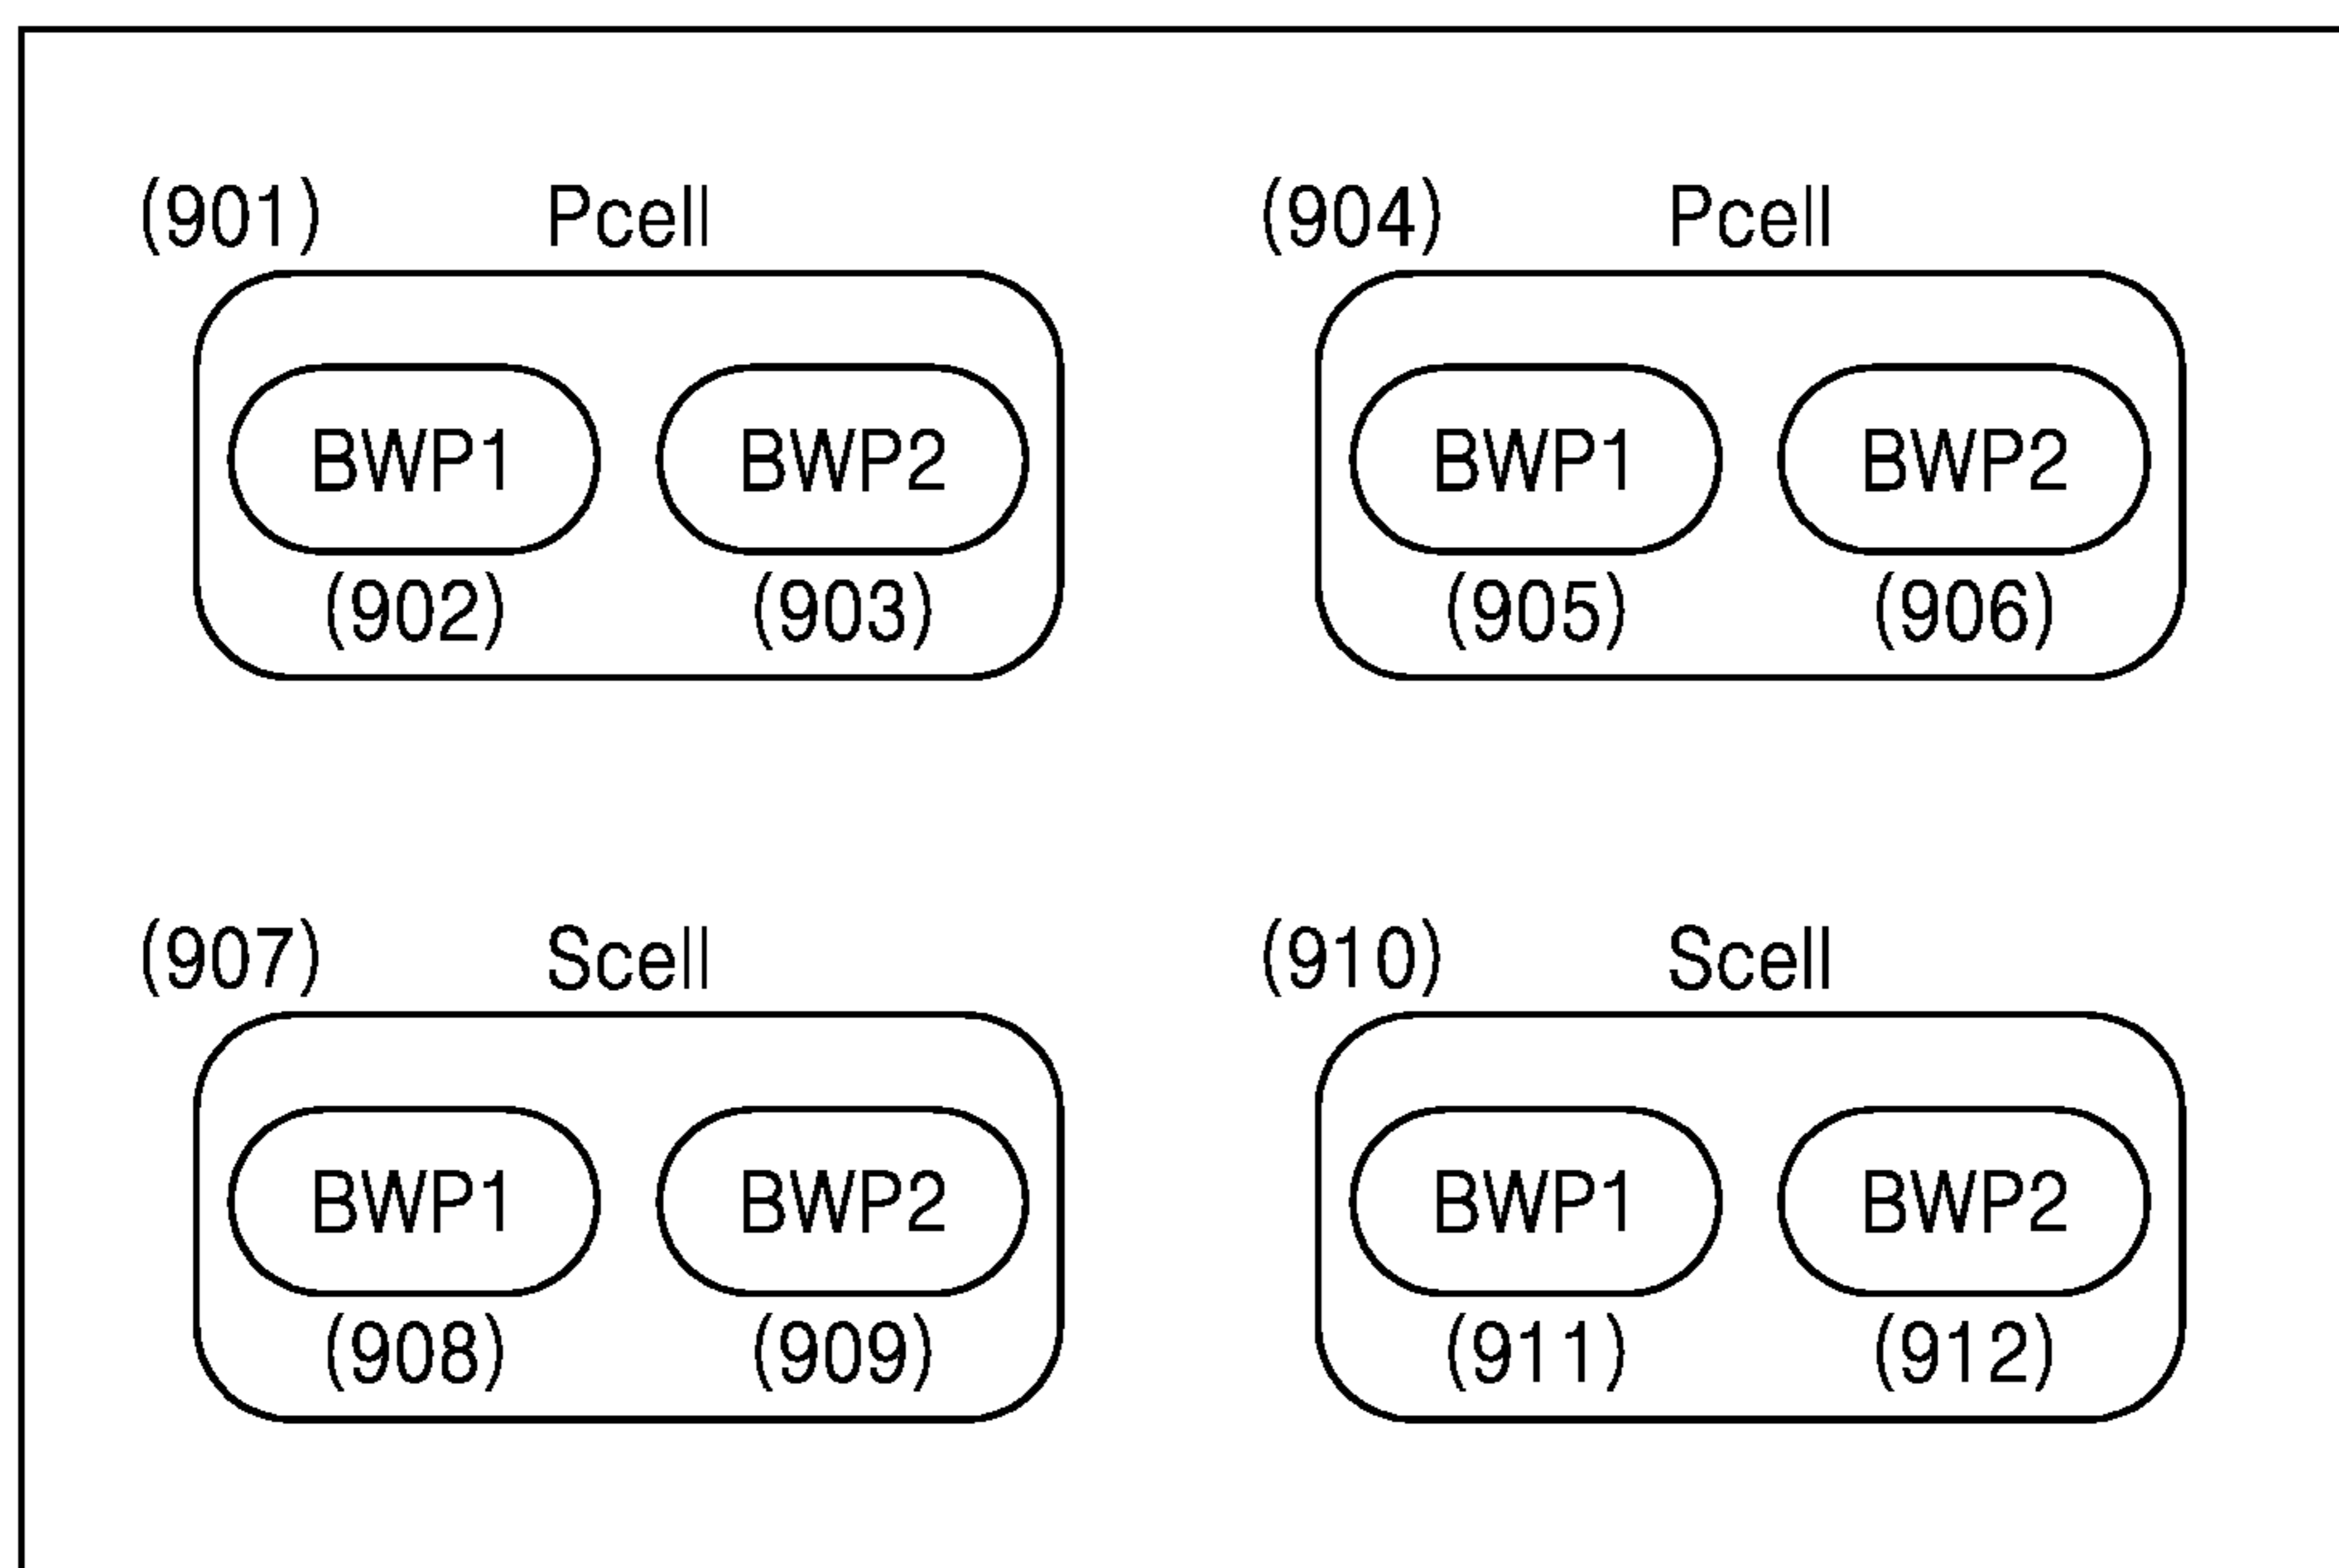 (901) Pcell (904) Pcell
BWP1 BWP2 BWP1 BWP2
(902) (903) (905) (906)
(907) Scell (910) Scell
BWP1 BWP2 BWP1 BWP2
(908) (909) (911) (912)